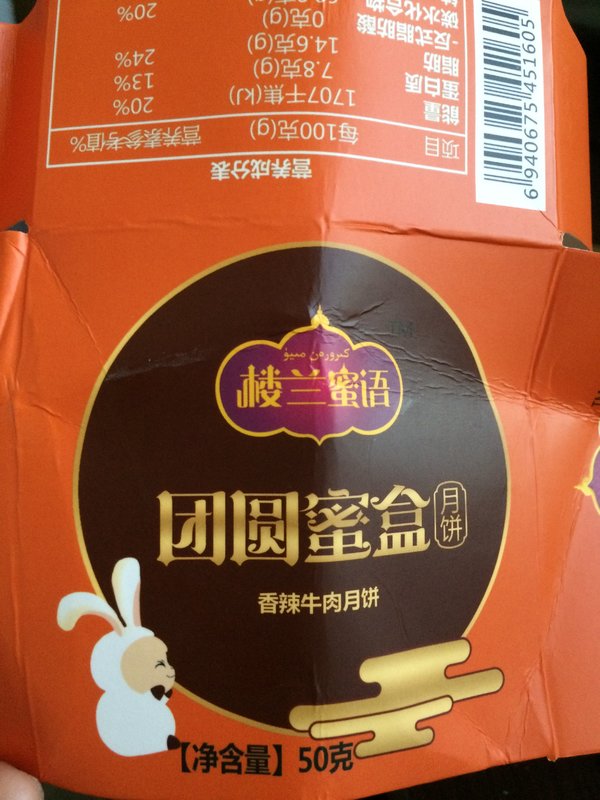 营养成分表
项目 每100克(g) 营养素参考值%
能量 1707千焦(kJ) 20%
蛋白质 7.8克(g) 13%
脂肪 14.6克(g) 24%
-反式脂肪酸 0克(g)
碳水化合物 20%
6940675451605
TM
楼兰蜜语
团圆蜜盒
月饼
香辣牛肉月饼
【净含量】50克